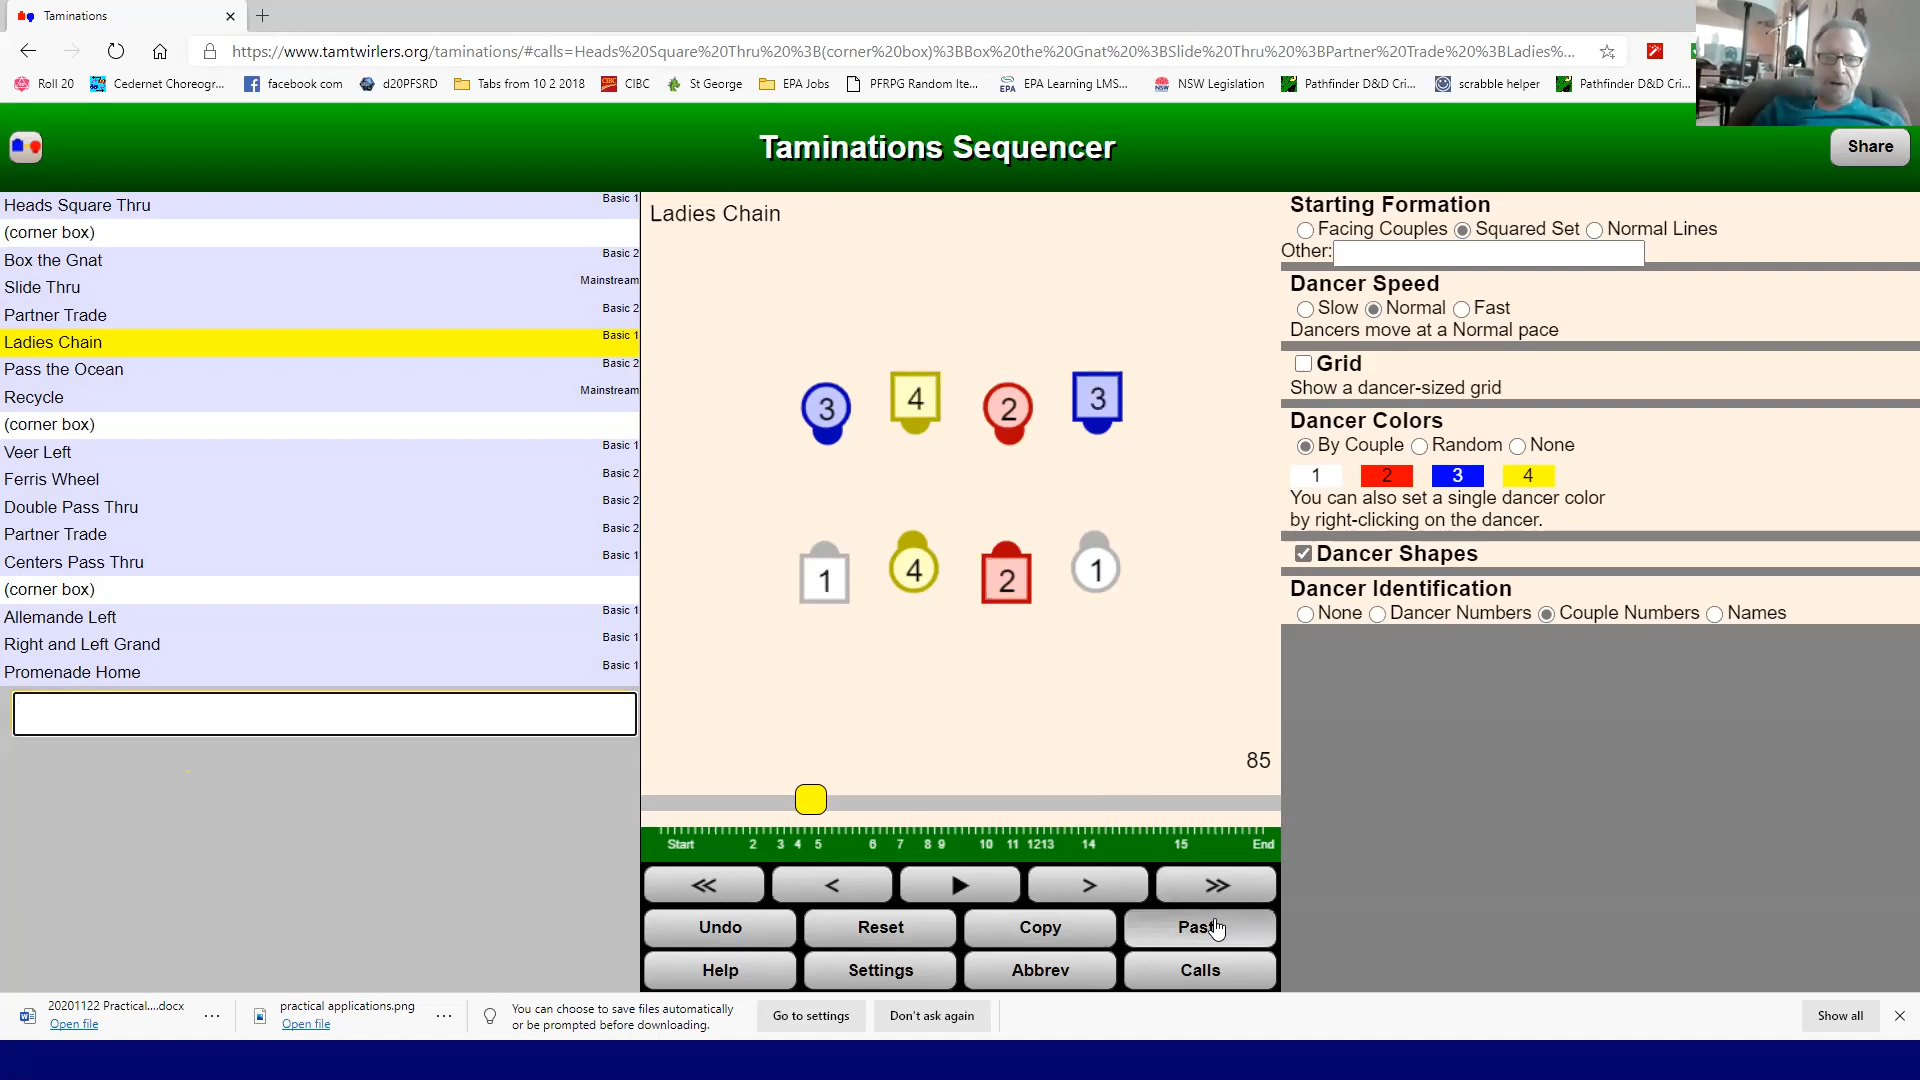 Taminations
https://www.tamtwirlers.org/taminations/#calls=Heads%20Square%20Thru%20%3B(corner%20box)%3BBox%20the%20Gnat%20%3BSlide%20Thru%20%3BPartner%20Trade%20%3BLadies%...
Roll 20
Cedernet Choreogr...
facebook com
d20PFSRD
Tabs from 10 2 2018
CIBC
St George
EPA Jobs
PFRPG Random Ite...
EPA Learning LMS...
NSW Legislation
Pathfinder D&D Cri...
scrabble helper
Pathfinder D&D Cri...
Taminations Sequencer
Share
Heads Square Thru Basic 1
(corner box)
Box the Gnat Basic 2
Slide Thru Mainstream
Partner Trade Basic 2
Ladies Chain Basic 1
Pass the Ocean Basic 2
Recycle Mainstream
(corner box)
Veer Left Basic 1
Ferris Wheel Basic 2
Double Pass Thru Basic 2
Partner Trade Basic 2
Centers Pass Thru Basic 1
(corner box)
Allemande Left Basic 1
Right and Left Grand Basic 1
Promenade Home Basic 1
Ladies Chain
3 4 2 3
1 4 2 1
85
Start 2 3 4 5 6 7 8 9 10 11 12 13 14 15 End
<< < > >>
Undo Reset Copy
Help Settings Abbrev Calls
Starting Formation
Facing Couples Squared Set Normal Lines
Other:
Dancer Speed
Slow Normal Fast
Dancers move at a Normal pace
Grid
Show a dancer-sized grid
Dancer Colors
By Couple Random None
1 2 3 4
You can also set a single dancer color
by right-clicking on the dancer.
Dancer Shapes
Dancer Identification
None Dancer Numbers Couple Numbers Names
20201122 Practical....docx
Open file
practical applications.png
Open file
You can choose to save files automatically
or be prompted before downloading.
Go to settings
Don't ask again
Show all